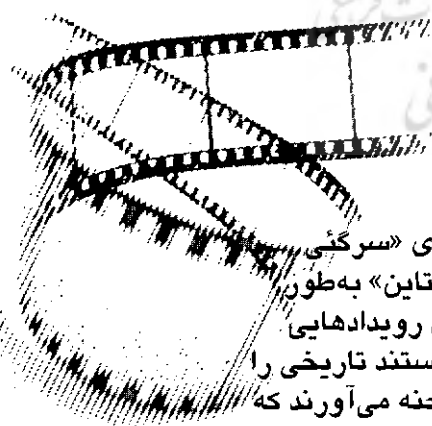 ی «سرگئی
تاین» به‌طور
رویدادهایی
ستند تاریخی را
حنه می‌آورند که